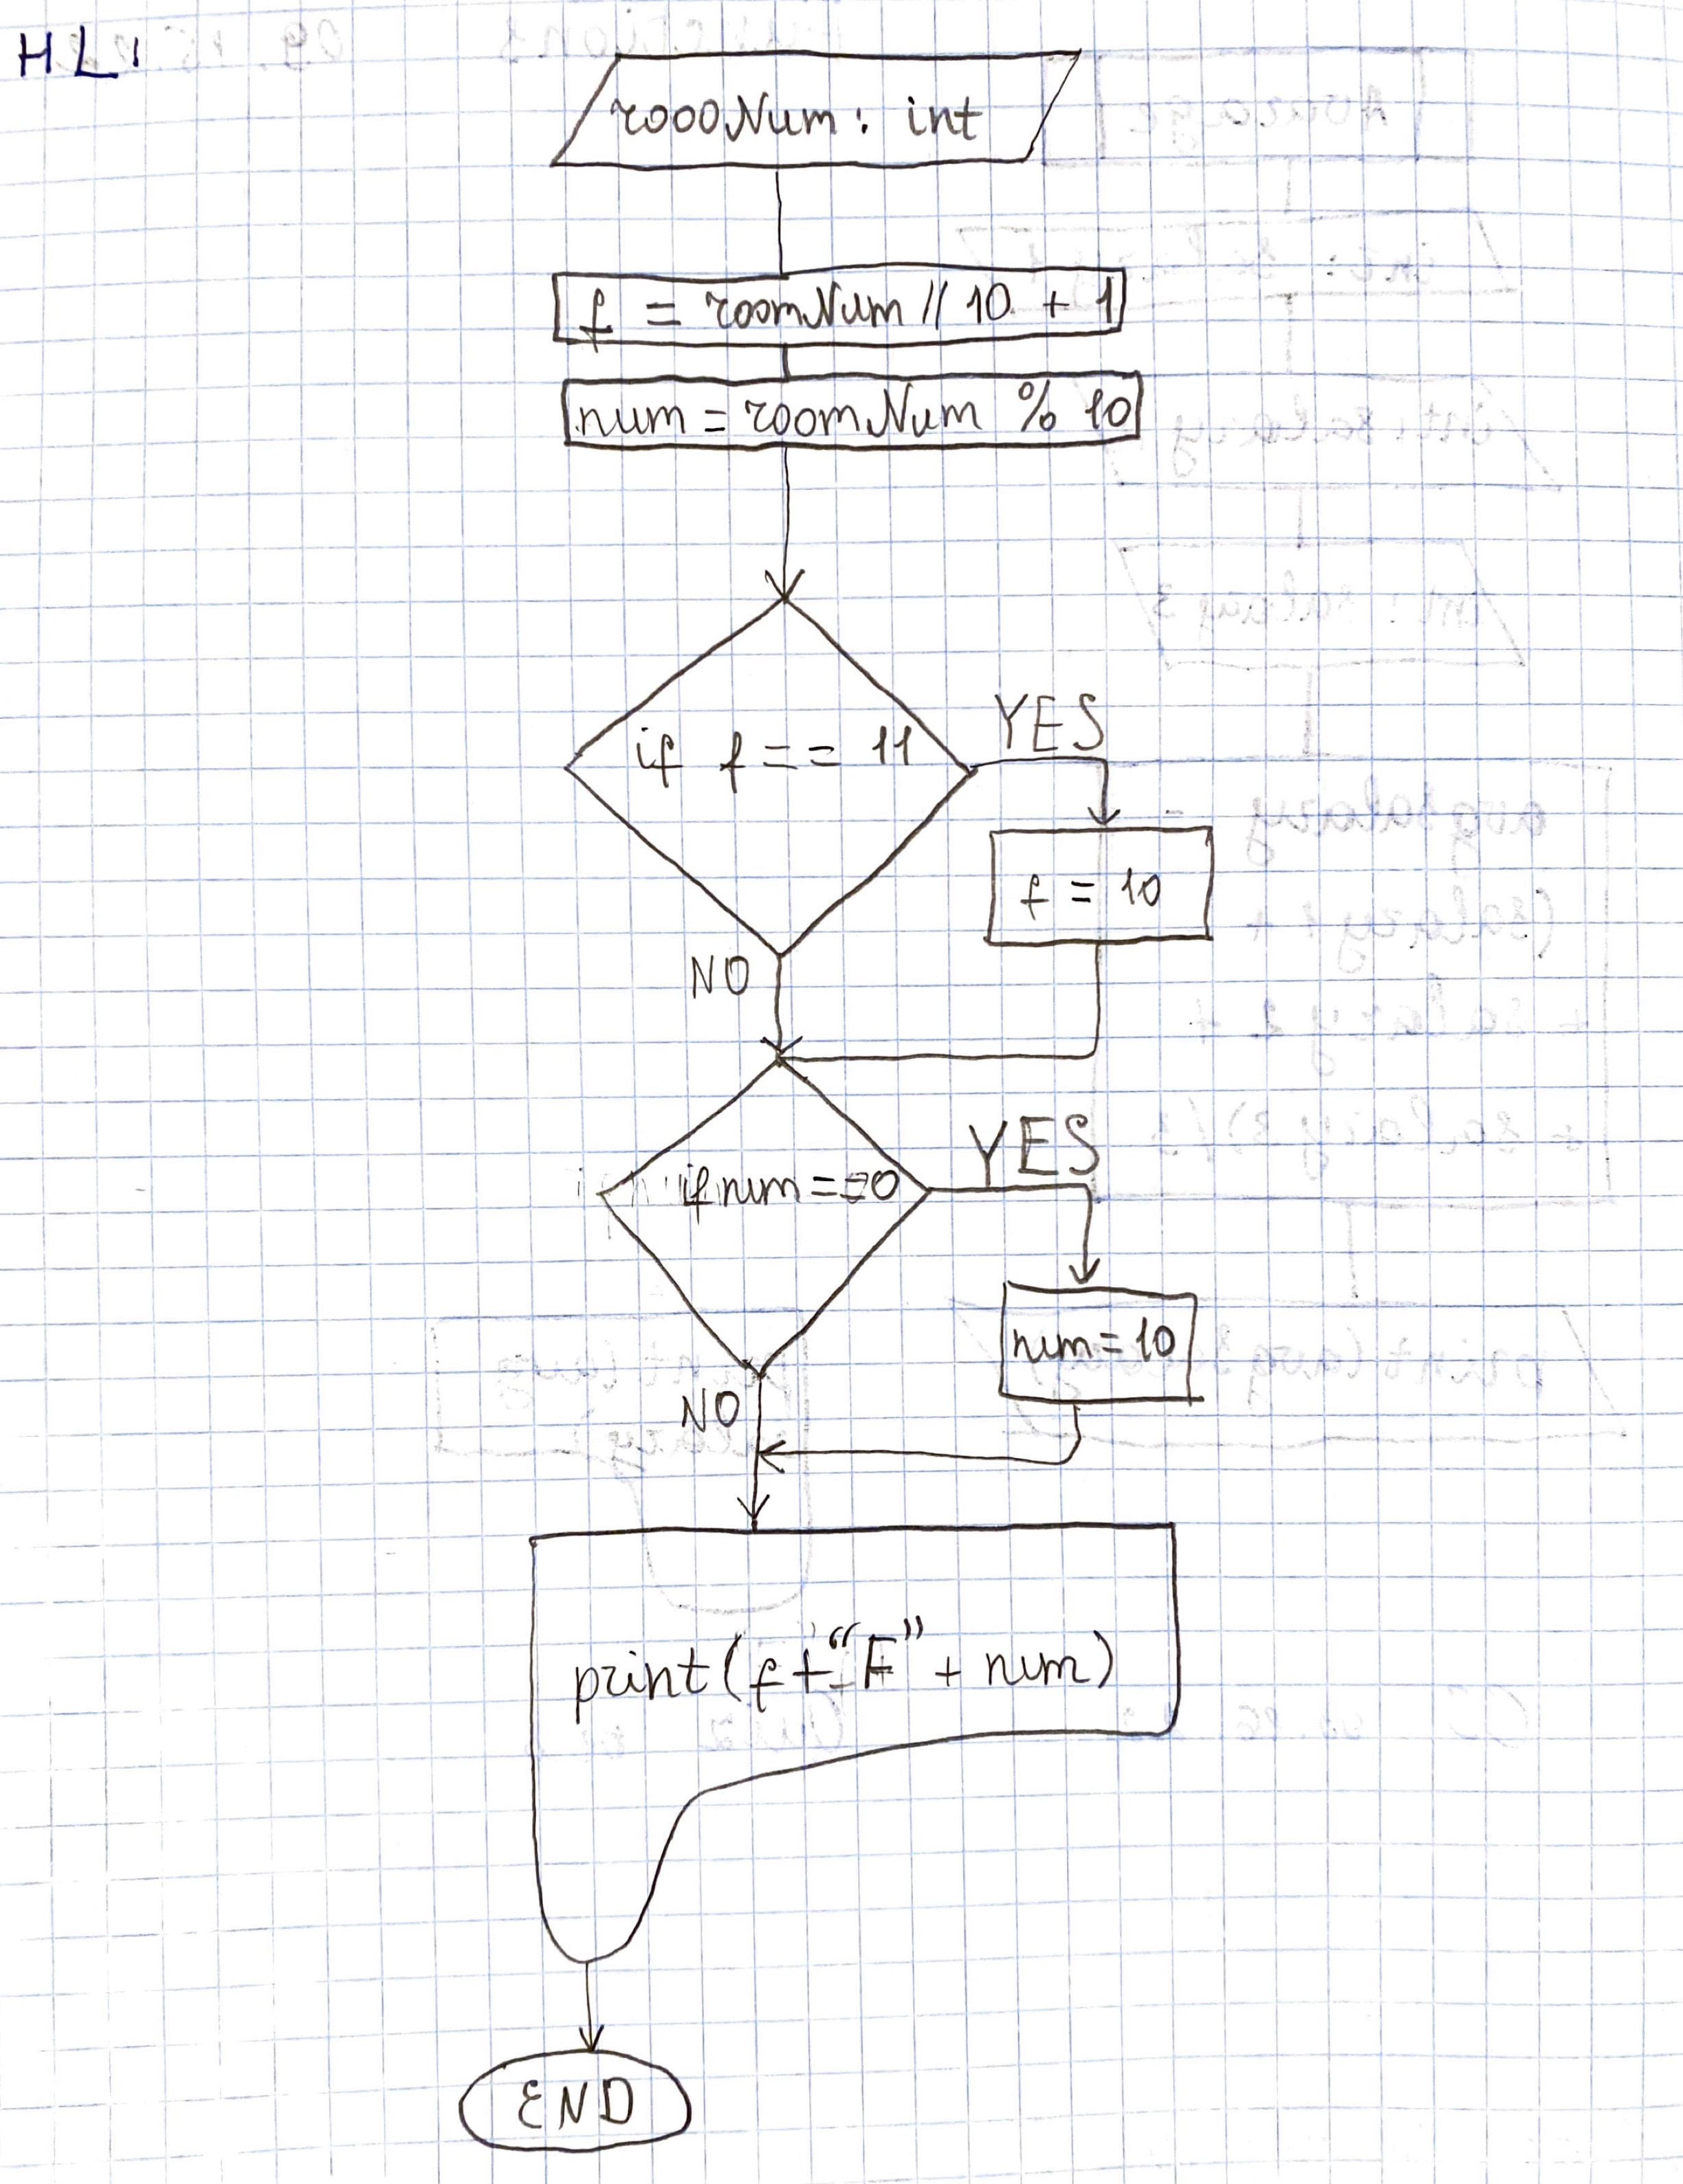 HL1
roooNum: int
f = roomNum // 10 + 1
num = roomNum % 10
if f == 11
YES
f = 10
NO
if num == 0
YES
num = 10
NO
print(f + "F" + num)
END